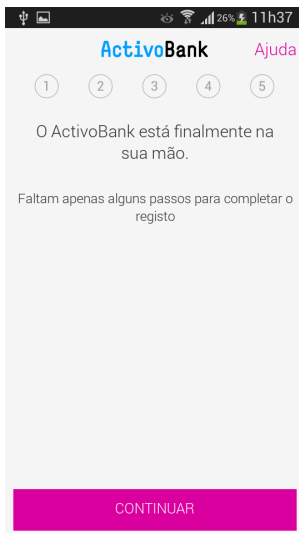 26% 11h37
ActivoBank Ajuda
1 2 3 4 5
O ActivoBank está finalmente na
sua mão.
Faltam apenas alguns passos para completar o
registo
CONTINUAR